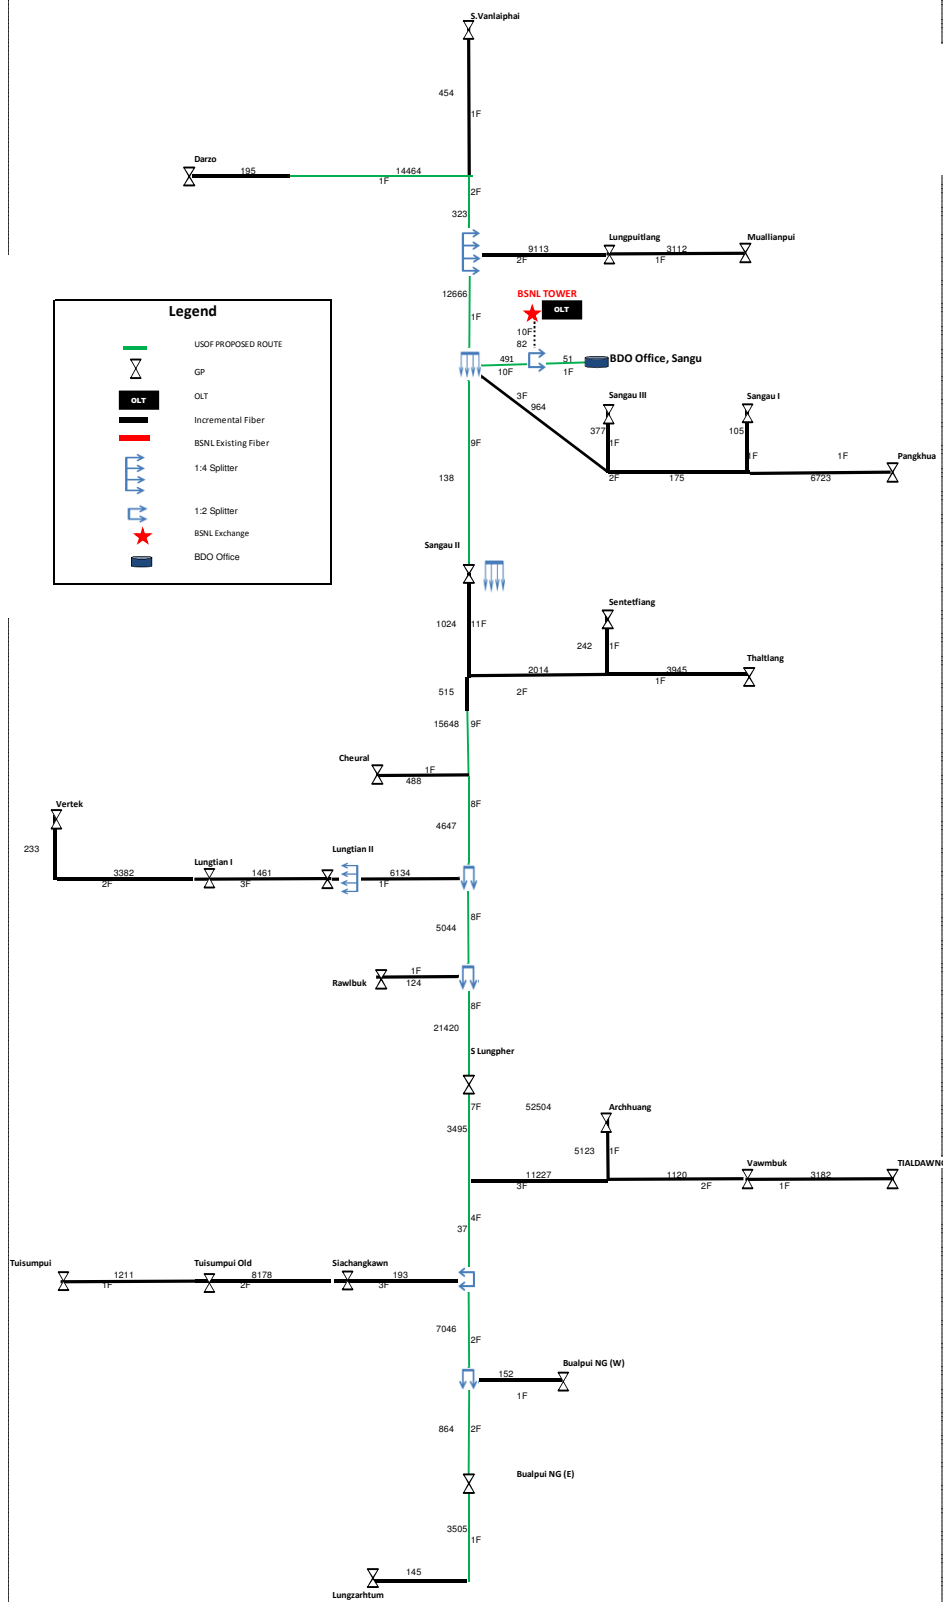 S.Vanlaiphai
454
1F
Darzo
195
14464
1F
2F
323
9113
2F
Lungpuitlang
3112
1F
Muallianpui
12666
1F
BSNL TOWER
OLT
10F
82
491
10F
51
1F
BDO Office, Sangu
Legend
USOF PROPOSED ROUTE
GP
OLT
OLT
Incremental Fiber
BSNL Existing Fiber
1:4 Splitter
1:2 Splitter
BSNL Exchange
BDO Office
3F
964
Sangau III
377
1F
Sangau I
105
1F
1F
Pangkhua
2F
175
6723
9F
138
Sangau II
1024
11F
Sentetfiang
242
1F
Thaltlang
2014
2F
3945
1F
515
15648
9F
Cheural
1F
488
8F
4647
Vertek
233
Lungtian I
Lungtian II
3382
2F
1461
3F
6134
1F
8F
5044
Rawlbuk
1F
124
8F
21420
S Lungpher
7F
52504
3495
Archhuang
5123
1F
11227
3F
1120
2F
Vawmbuk
3182
1F
TIALDAWNG
4F
37
Tuisumpui
1211
1F
Tuisumpui Old
8178
2F
Siachangkawn
193
3F
7046
2F
Bualpui NG (W)
152
1F
864
2F
Bualpui NG (E)
3505
1F
145
Lungzarhtum